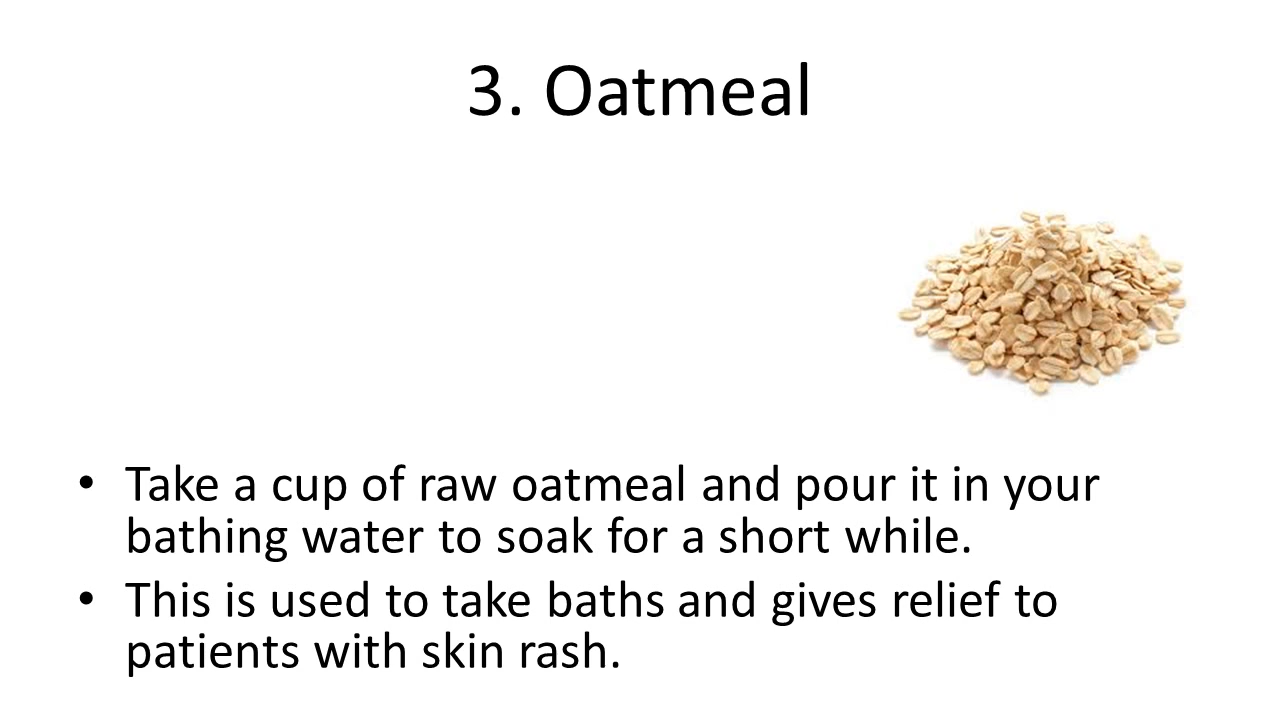 3. Oatmeal
• Take a cup of raw oatmeal and pour it in your
bathing water to soak for a short while.
• This is used to take baths and gives relief to
patients with skin rash.